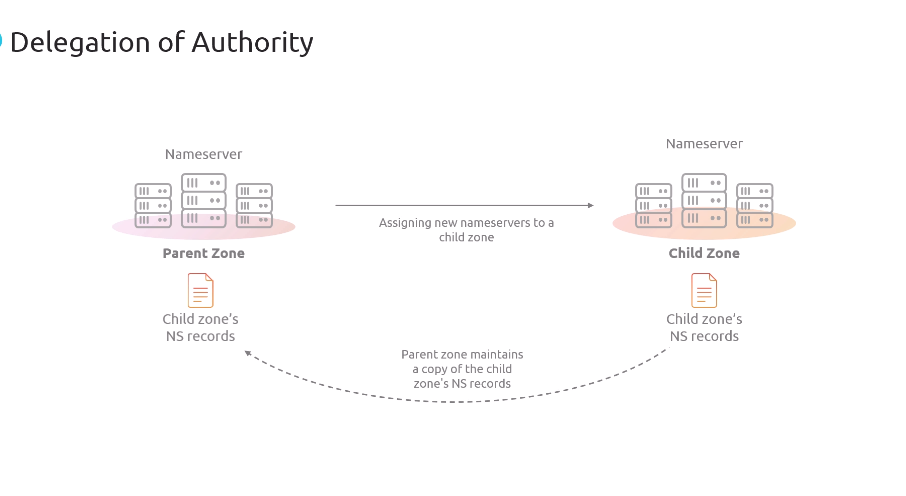 Delegation of Authority
Nameserver
Nameserver
Assigning new nameservers to a
child zone
Parent Zone
Child Zone
Child zone's
NS records
Child zone's
NS records
Parent zone maintains
a copy of the child
zone's NS records